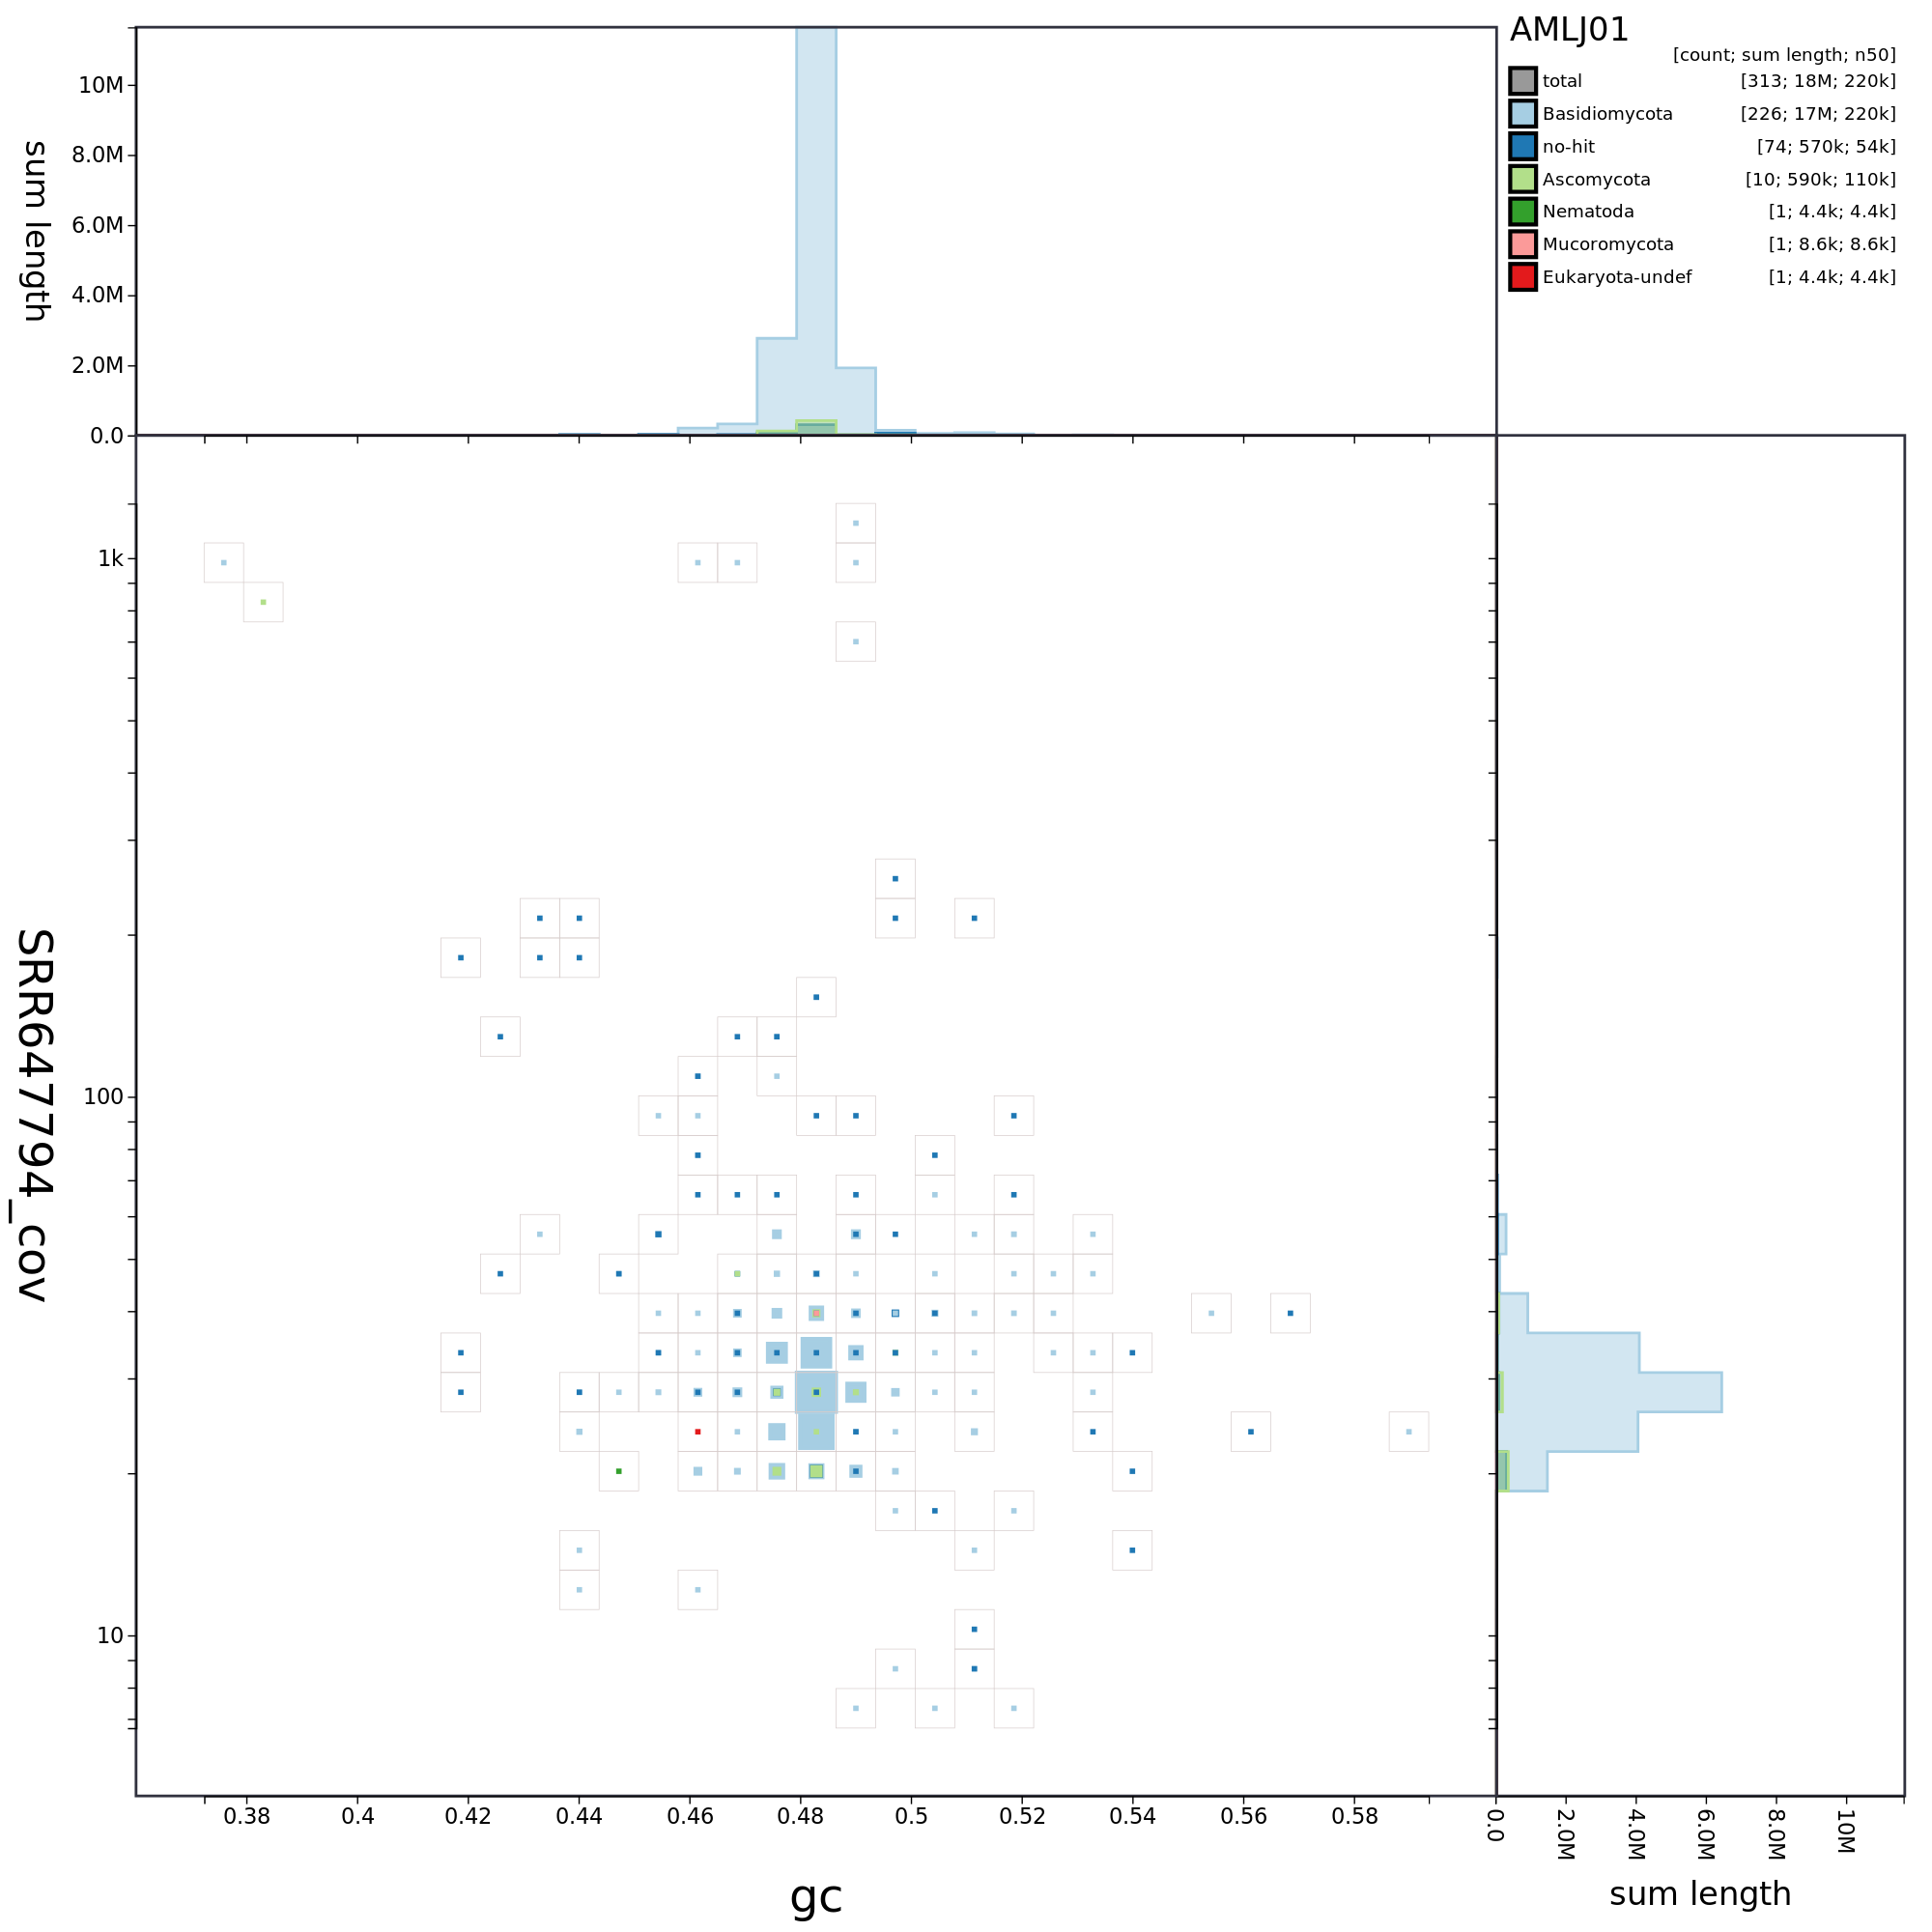 AMLJ01
[count; sum length; n50]
total [313; 18M; 220k]
Basidiomycota [226; 17M; 220k]
no-hit [74; 570k; 54k]
Ascomycota [10; 590k; 110k]
Nematoda [1; 4.4k; 4.4k]
Mucoromycota [1; 8.6k; 8.6k]
Eukaryota-undef [1; 4.4k; 4.4k]
sum length
10M
8.0M
6.0M
4.0M
2.0M
0.0
SRR647794_cov
1k
100
10
0.38 0.4 0.42 0.44 0.46 0.48 0.5 0.52 0.54 0.56 0.58
gc
0.0 2.0M 4.0M 6.0M 8.0M 10M
sum length